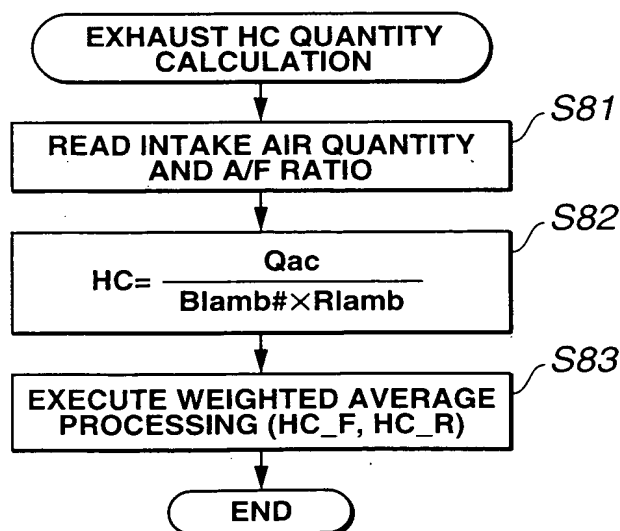 EXHAUST HC QUANTITY
CALCULATION
S81
READ INTAKE AIR QUANTITY
AND A/F RATIO
S82
HC= Qac
Blamb#×Rlamb
S83
EXECUTE WEIGHTED AVERAGE
PROCESSING (HC_F, HC_R)
END